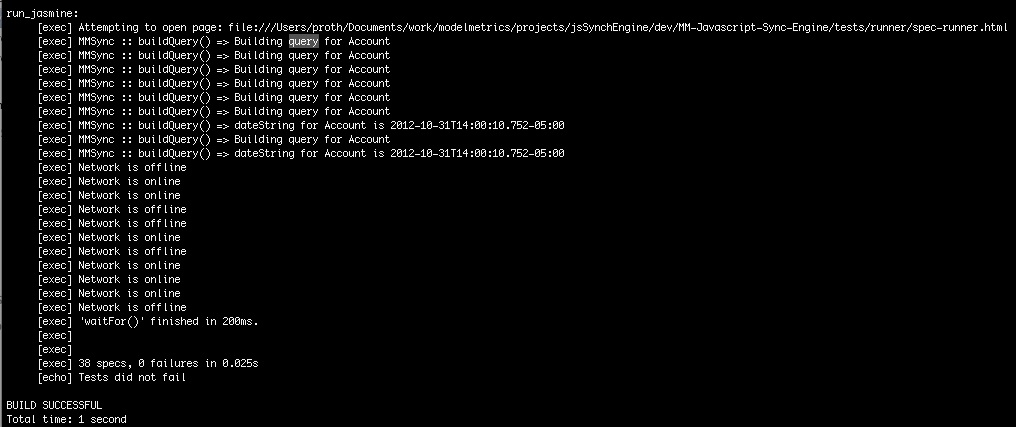 run_jasmine:
[exec] Attempting to open page: file:///Users/proth/Documents/work/modelmetrics/projects/jsSynchEngine/dev/MM-Javascript-Sync-Engine/tests/runner/spec-runner.html
[exec] MMSync :: buildQuery() => Building query for Account
[exec] MMSync :: buildQuery() => Building query for Account
[exec] MMSync :: buildQuery() => Building query for Account
[exec] MMSync :: buildQuery() => Building query for Account
[exec] MMSync :: buildQuery() => Building query for Account
[exec] MMSync :: buildQuery() => Building query for Account
[exec] MMSync :: buildQuery() => dateString for Account is 2012-10-31T14:00:10.752-05:00
[exec] MMSync :: buildQuery() => Building query for Account
[exec] MMSync :: buildQuery() => dateString for Account is 2012-10-31T14:00:10.752-05:00
[exec] Network is offline
[exec] Network is online
[exec] Network is online
[exec] Network is offline
[exec] Network is offline
[exec] Network is online
[exec] Network is offline
[exec] Network is online
[exec] Network is online
[exec] Network is online
[exec] Network is offline
[exec] 'waitFor()' finished in 200ms.
[exec]
[exec]
[exec] 38 specs, 0 failures in 0.025s
[echo] Tests did not fail
BUILD SUCCESSFUL
Total time: 1 second